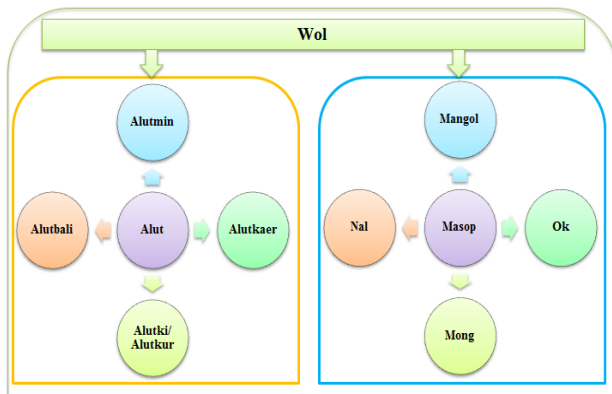 Wol
Alutmin
Alutbali
Alut
Alutkaer
Alutki/
Alutkur
Mangol
Nal
Masop
Ok
Mong